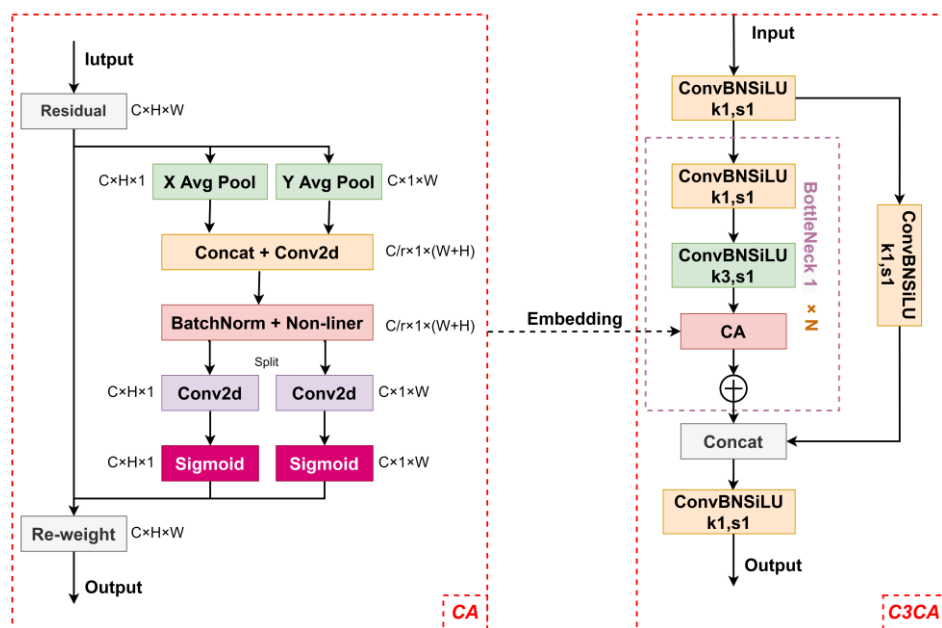 Iutput
Residual
C×H×W
C×H×1
X Avg Pool
Y Avg Pool
C×1×W
Concat + Conv2d
C/r×1×(W+H)
BatchNorm + Non-liner
C/r×1×(W+H)
Split
C×H×1
Conv2d
Conv2d
C×1×W
C×H×1
Sigmoid
Sigmoid
C×1×W
Re-weight
C×H×W
Output
CA
Embedding
Input
ConvBNSiLU
k1,s1
ConvBNSiLU
k1,s1
ConvBNSiLU
k3,s1
CA
BottleNeck 1
× N
ConvBNSiLU
k1,s1
Concat
ConvBNSiLU
k1,s1
Output
C3CA